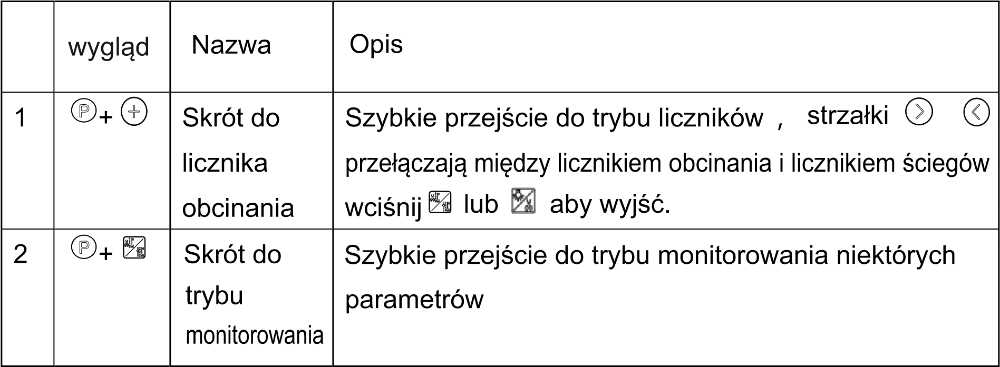 wygląd Nazwa Opis
1 P + + Skrót do Szybkie przejście do trybu liczników , strzałki > <
licznika przełączają między licznikiem obcinania i licznikiem ściegów
obcinania wciśnij lub aby wyjść.
2 P + Skrót do Szybkie przejście do trybu monitorowania niektórych
trybu parametrów
monitorowania